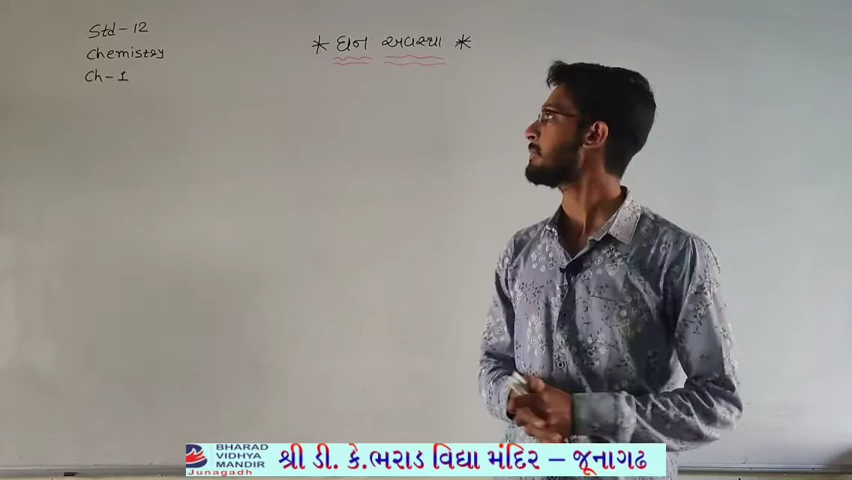 Std-12
Chemistry
Ch-1
* ઘન અવસ્થા *
BHARAD
VIDHYA
MANDIR
Junagadh
શ્રી ડી. કે.ભરાડ વિદ્યા મંદિર – જૂનાગઢ